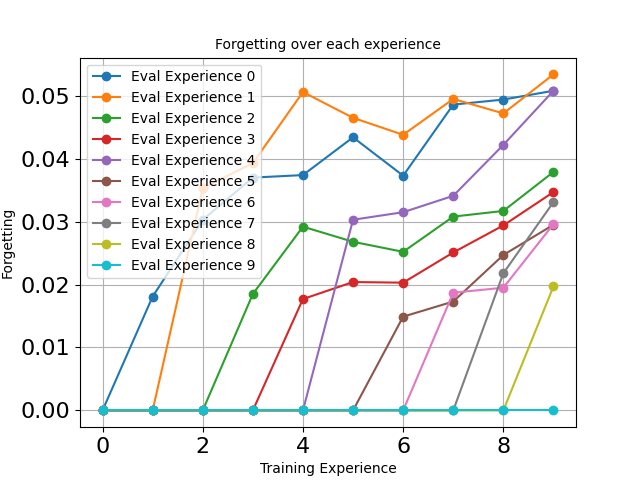 Forgetting over each experience
Eval Experience 0
Eval Experience 1
Eval Experience 2
Eval Experience 3
Eval Experience 4
Eval Experience 5
Eval Experience 6
Eval Experience 7
Eval Experience 8
Eval Experience 9
Forgetting
0.05
0.04
0.03
0.02
0.01
0.00
0 2 4 6 8
Training Experience